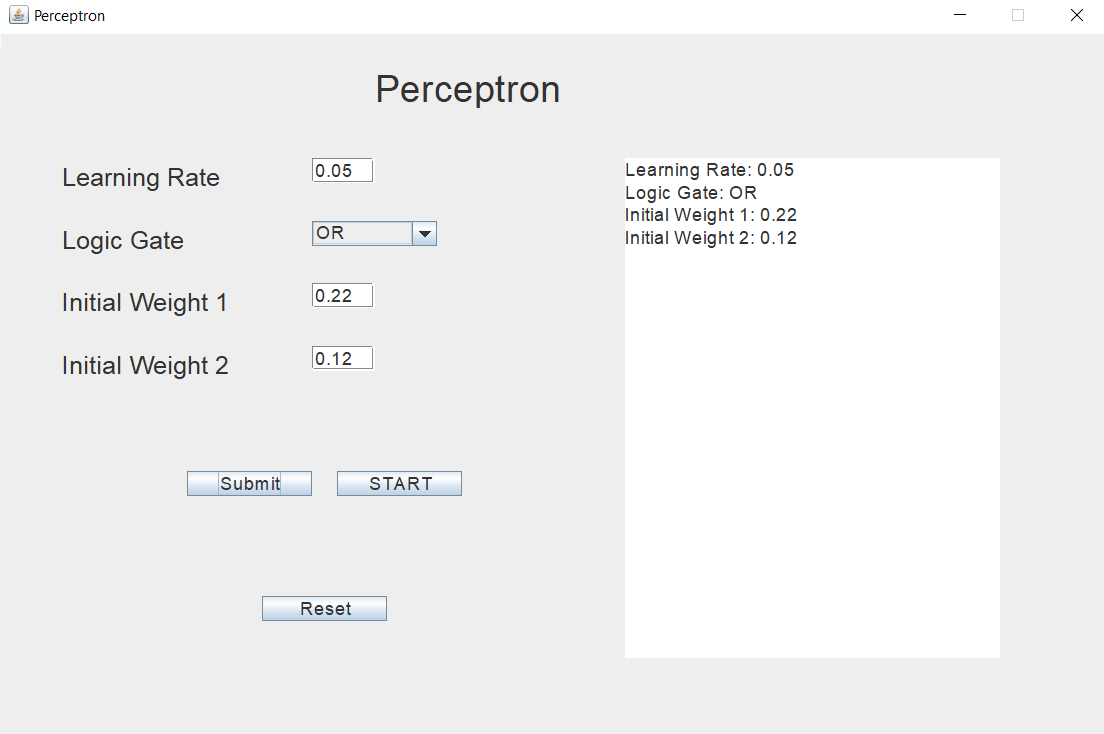 Perceptron
Perceptron
Learning Rate
0.05
Logic Gate
OR
Initial Weight 1
0.22
Initial Weight 2
0.12
Submit
START
Reset
Learning Rate: 0.05
Logic Gate: OR
Initial Weight 1: 0.22
Initial Weight 2: 0.12